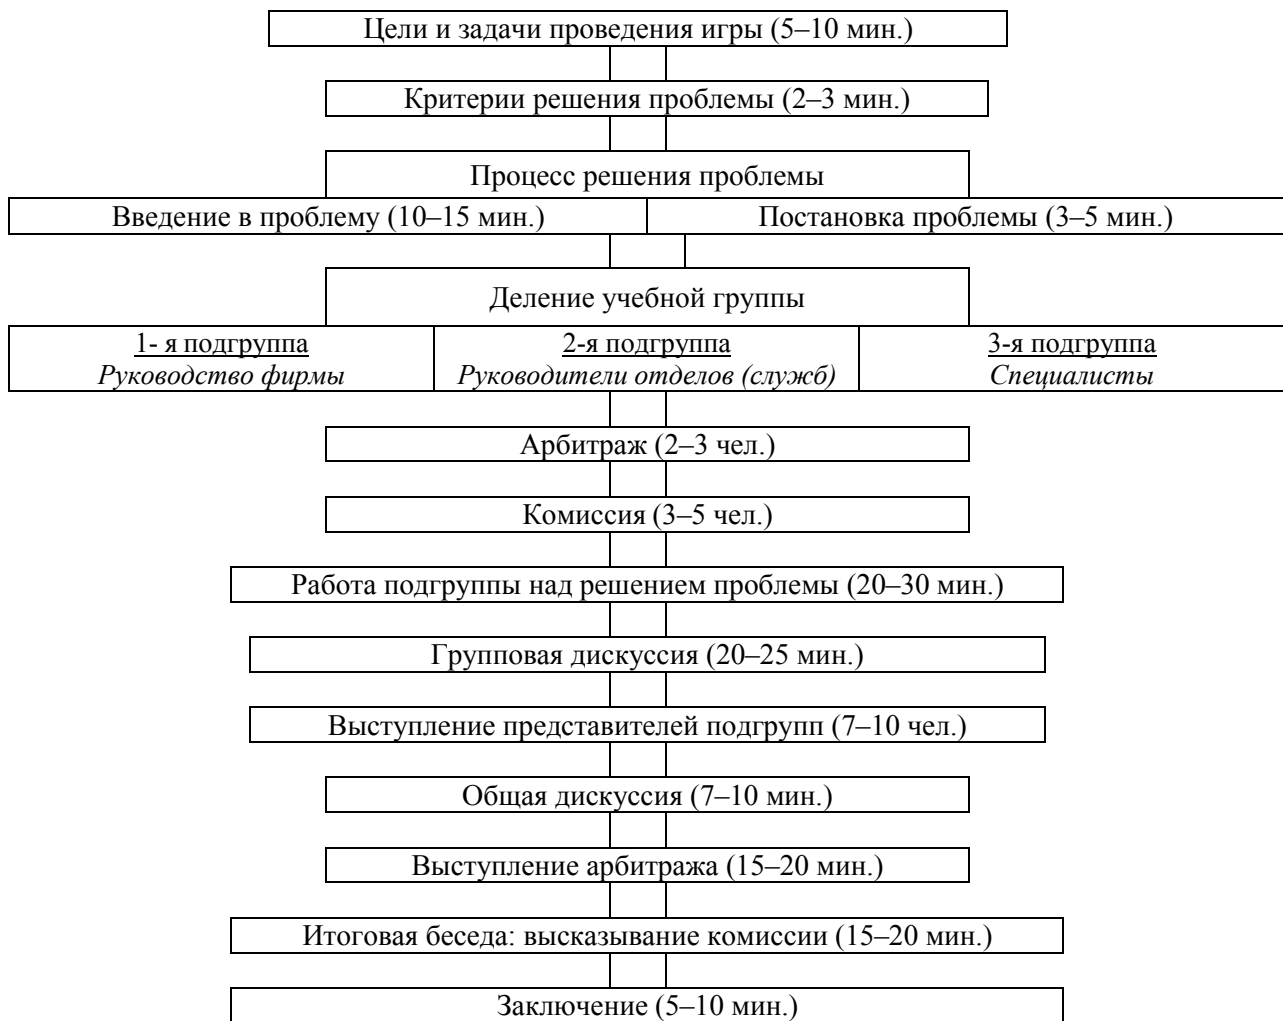 Цели и задачи проведения игры (5–10 мин.)
Критерии решения проблемы (2–3 мин.)
Процесс решения проблемы
Введение в проблему (10–15 мин.)
Постановка проблемы (3–5 мин.)
Деление учебной группы
1- я подгруппа
Руководство фирмы
2-я подгруппа
Руководители отделов (служб)
3-я подгруппа
Специалисты
Арбитраж (2–3 чел.)
Комиссия (3–5 чел.)
Работа подгруппы над решением проблемы (20–30 мин.)
Групповая дискуссия (20–25 мин.)
Выступление представителей подгрупп (7–10 чел.)
Общая дискуссия (7–10 мин.)
Выступление арбитража (15–20 мин.)
Итоговая беседа: высказывание комиссии (15–20 мин.)
Заключение (5–10 мин.)